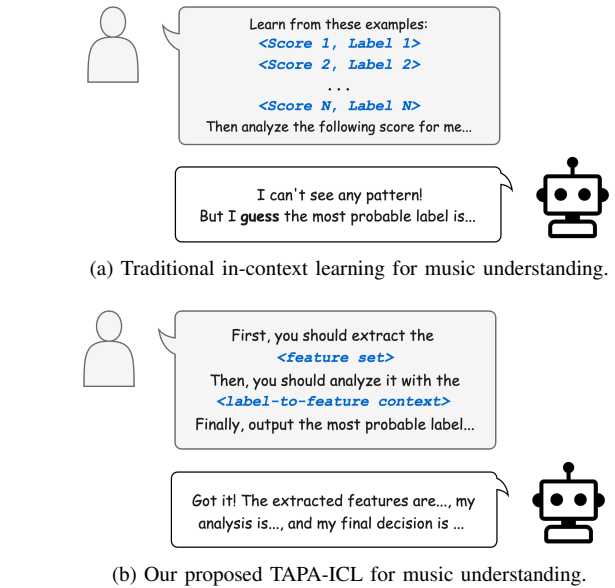 Learn from these examples:
<Score 1, Label 1>
<Score 2, Label 2>
...
<Score N, Label N>
Then analyze the following score for me...
I can't see any pattern!
But I guess the most probable label is...
(a) Traditional in-context learning for music understanding.
First, you should extract the
<feature set>
Then, you should analyze it with the
<label-to-feature context>
Finally, output the most probable label...
Got it! The extracted features are..., my
analysis is..., and my final decision is ...
(b) Our proposed TAPA-ICL for music understanding.